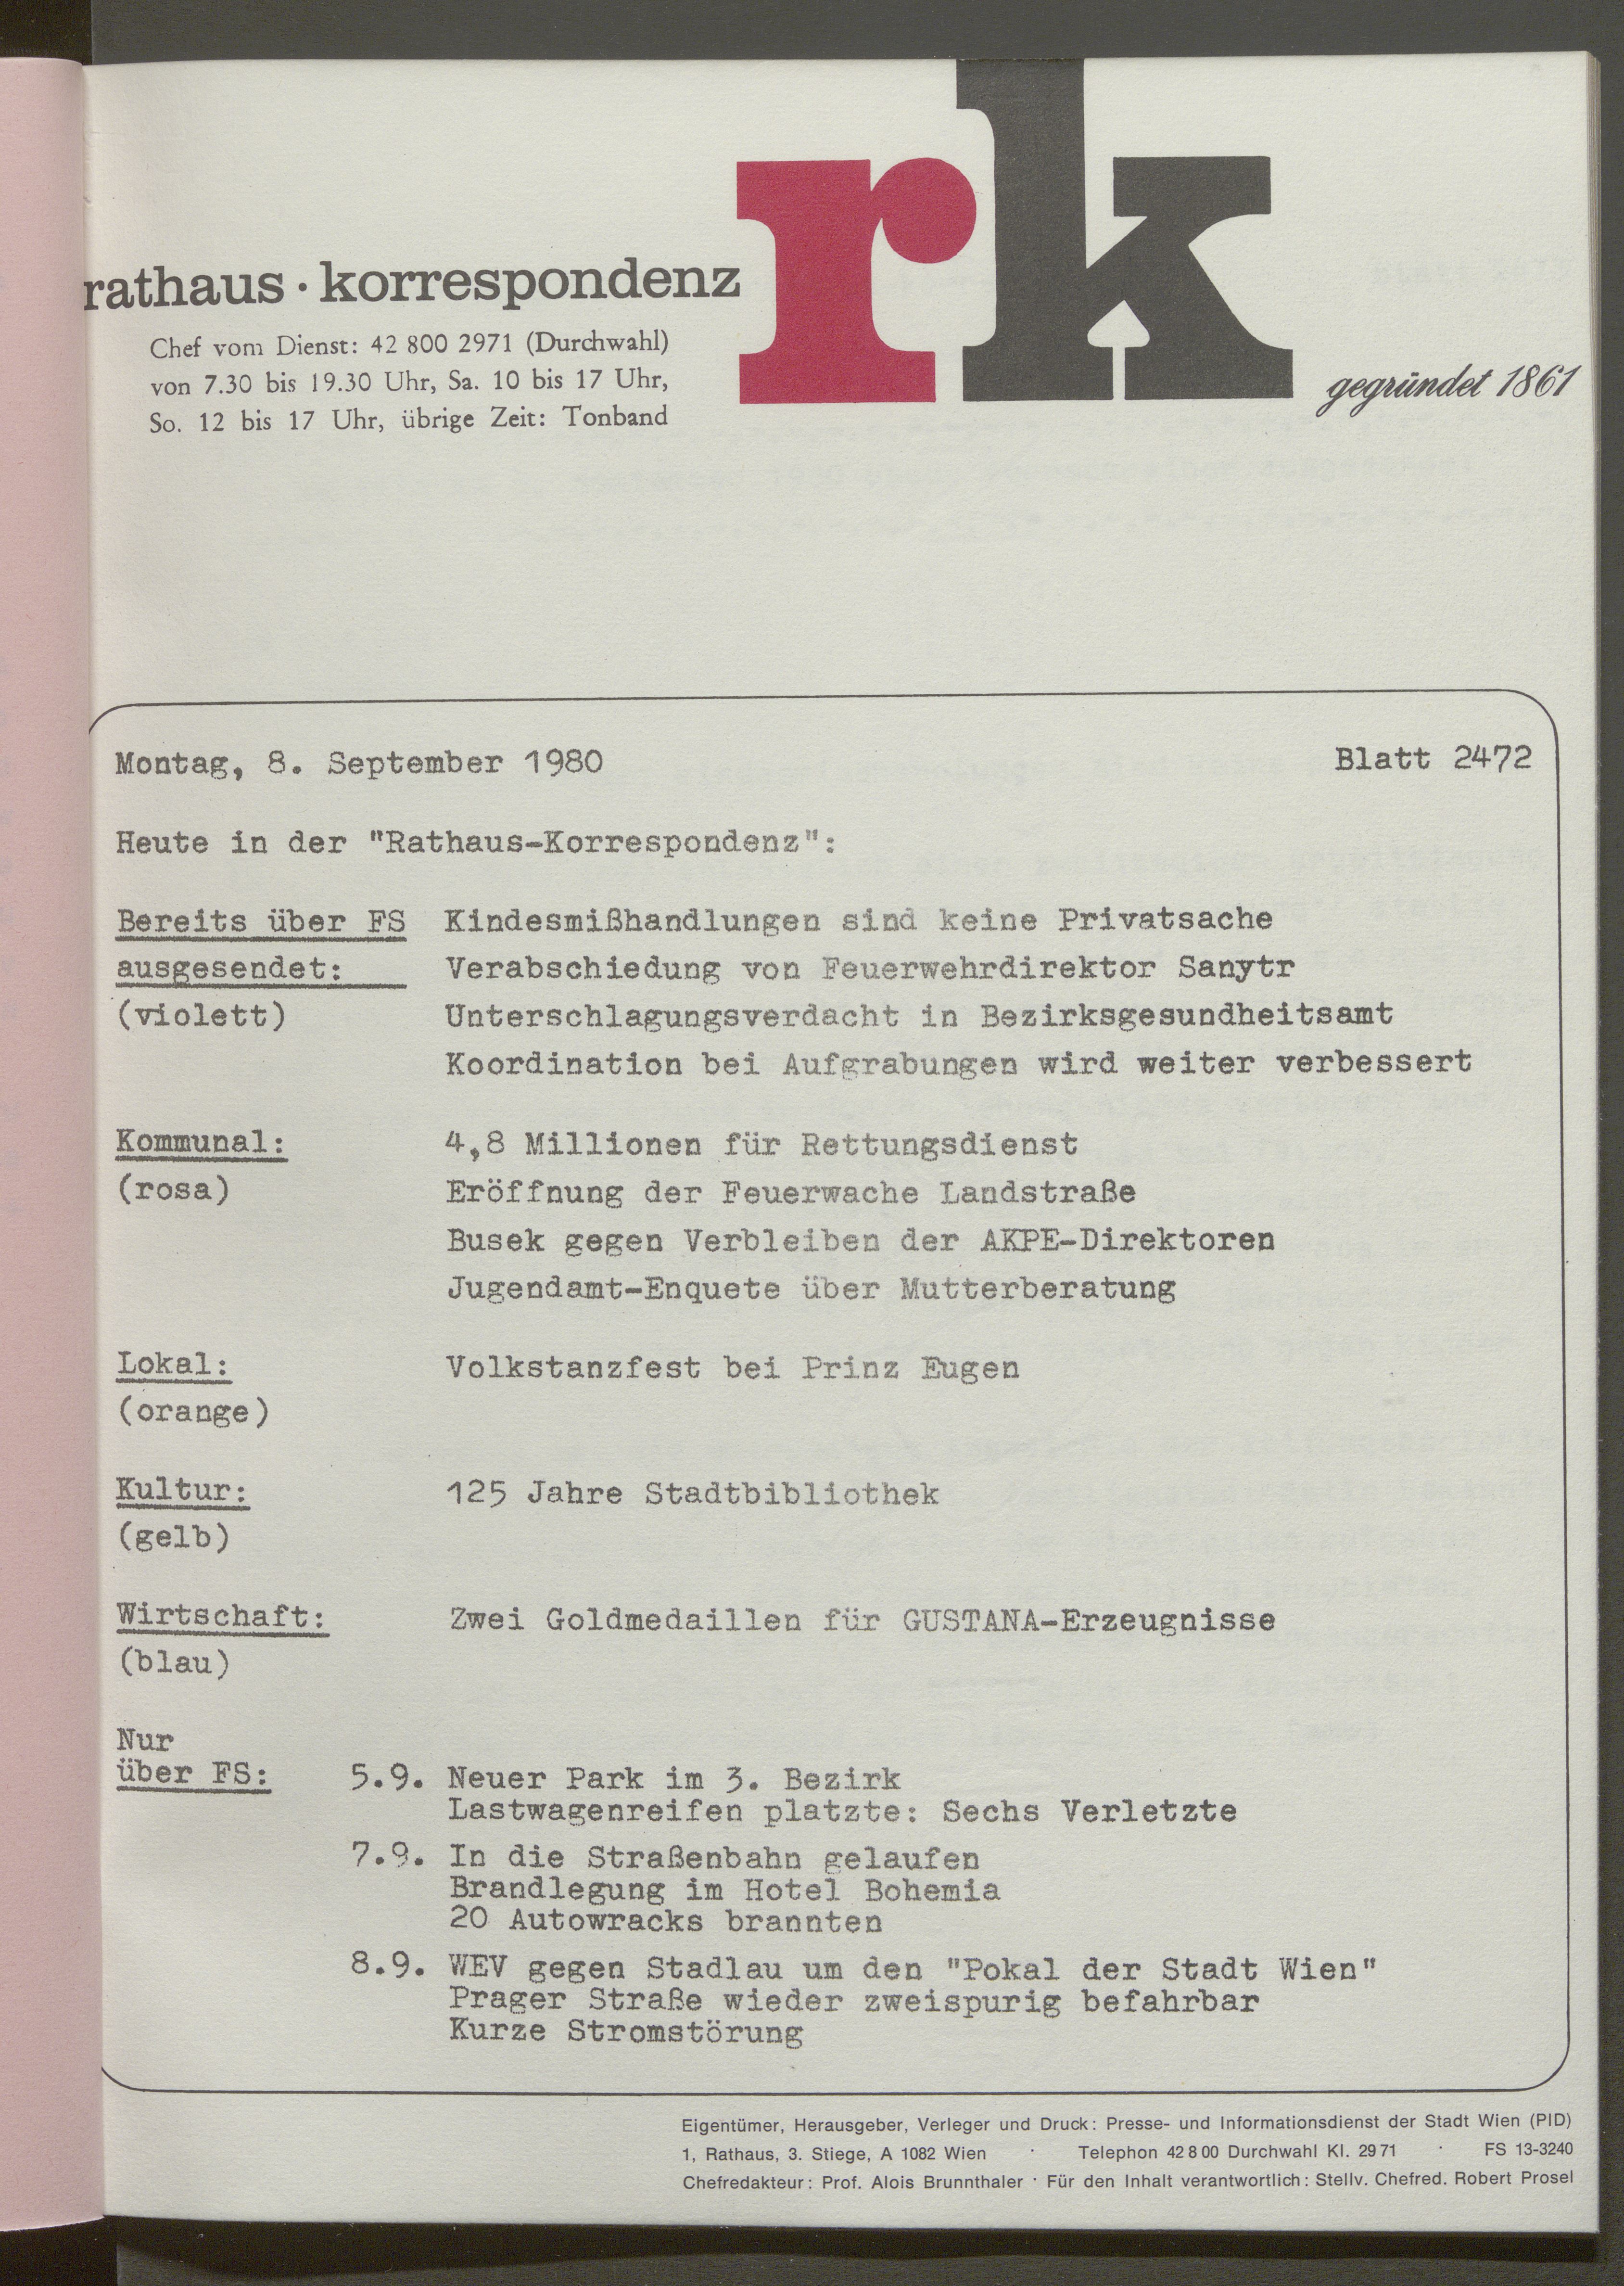 rk
rathaus · korrespondenz
Chef vom Dienst: 42 800 2971 (Durchwahl)
von 7.30 bis 19.30 Uhr, Sa. 10 bis 17 Uhr,
So. 12 bis 17 Uhr, übrige Zeit: Tonband
gegründet 1861
Montag, 8. September 1980 Blatt 2472
Heute in der "Rathaus-Korrespondenz":
Bereits über FS Kindesmißhandlungen sind keine Privatsache
ausgesendet: Verabschiedung von Feuerwehrdirektor Sanytr
(violett) Unterschlagungsverdacht in Bezirksgesundheitsamt
Koordination bei Aufgrabungen wird weiter verbessert
Kommunal: 4,8 Millionen für Rettungsdienst
(rosa) Eröffnung der Feuerwache Landstraße
Busek gegen Verbleiben der AKPE-Direktoren
Jugendamt-Enquete über Mutterberatung
Lokal: Volkstanzfest bei Prinz Eugen
(orange)
Kultur: 125 Jahre Stadtbibliothek
(gelb)
Wirtschaft: Zwei Goldmedaillen für GUSTANA-Erzeugnisse
(blau)
Nur
über FS: 5.9. Neuer Park im 3. Bezirk
Lastwagenreifen platzte: Sechs Verletzte
7.9. In die Straßenbahn gelaufen
Brandlegung im Hotel Bohemia
20 Autowracks brannten
8.9. WEV gegen Stadlau um den "Pokal der Stadt Wien"
Prager Straße wieder zweispurig befahrbar
Kurze Stromstörung
Eigentümer, Herausgeber, Verleger und Druck: Presse- und Informationsdienst der Stadt Wien (PID)
1, Rathaus, 3. Stiege, A 1082 Wien · Telephon 42 8 00 Durchwahl Kl. 29 71 · FS 13-3240
Chefredakteur: Prof. Alois Brunnthaler · Für den Inhalt verantwortlich: Stellv. Chefred. Robert Prosel